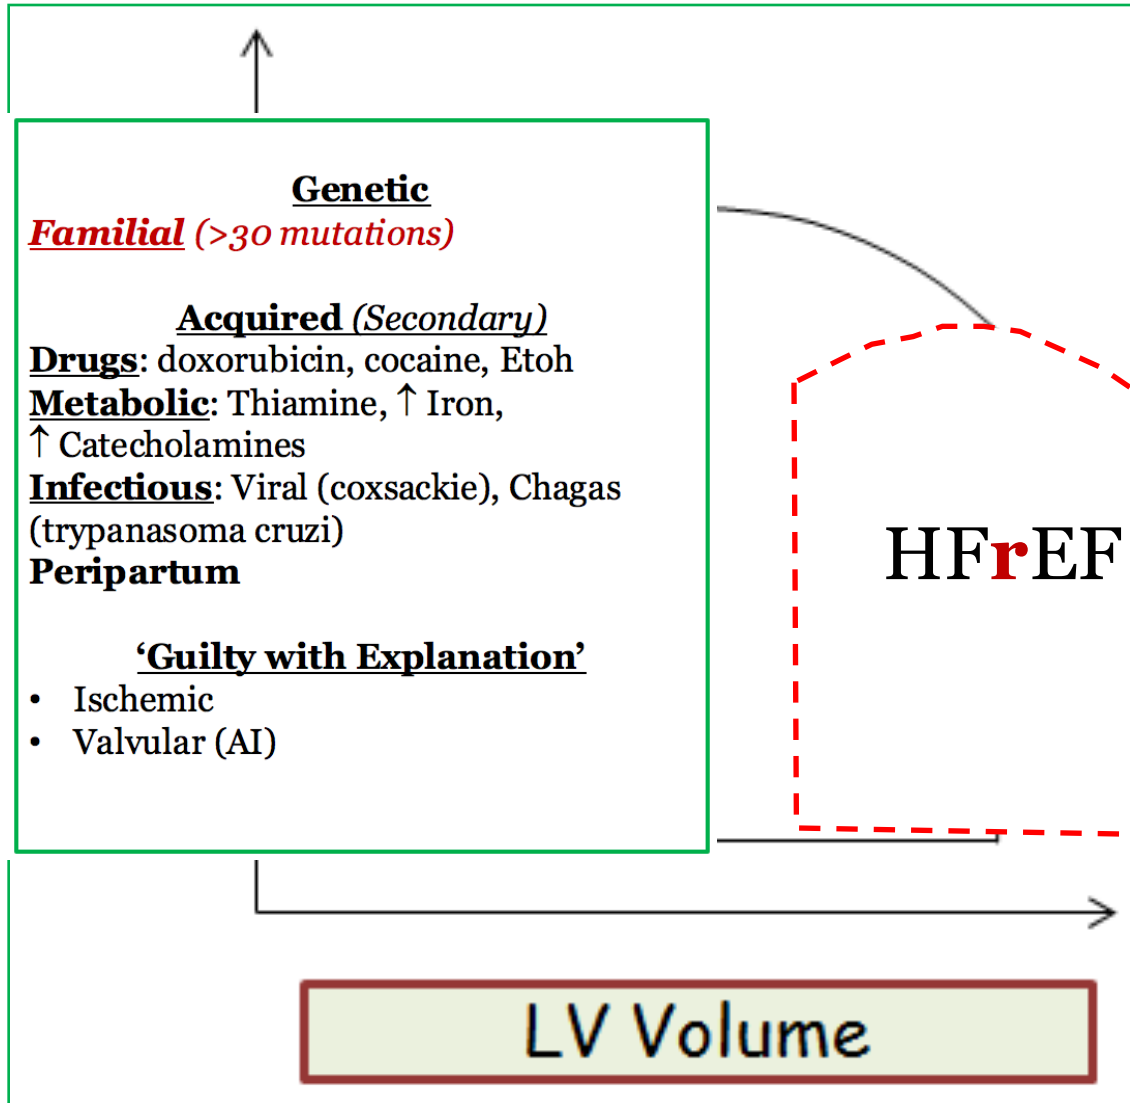 Genetic
Familial (>30 mutations)
Acquired (Secondary)
Drugs: doxorubicin, cocaine, Etoh
Metabolic: Thiamine, ↑ Iron,
↑ Catecholamines
Infectious: Viral (coxsackie), Chagas
(trypanasoma cruzi)
Peripartum
‘Guilty with Explanation’
• Ischemic
• Valvular (AI)
HFrEF
LV Volume